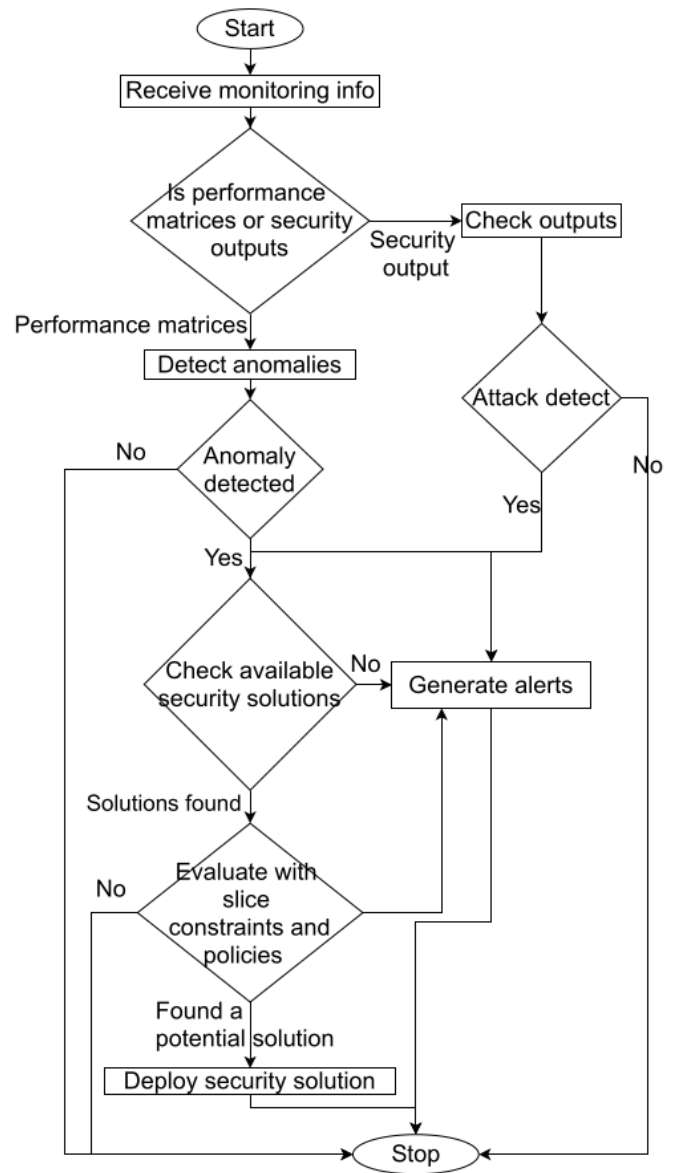 Start
Receive monitoring info
Is performance
matrices or security
outputs
Security
output
Check outputs
Performance matrices
Detect anomalies
Attack detect
No
Anomaly
detected
No
Yes
Yes
Check available
security solutions
No
Generate alerts
Solutions found
No
Evaluate with
slice
constraints and
policies
Found a
potential solution
Deploy security solution
Stop